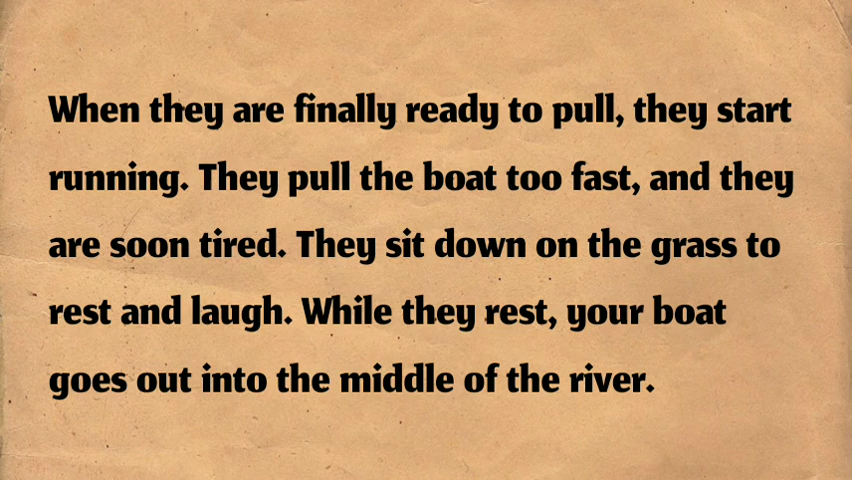 When they are finally ready to pull, they start
running. They pull the boat too fast, and they
are soon tired. They sit down on the grass to
rest and laugh. While they rest, your boat
goes out into the middle of the river.